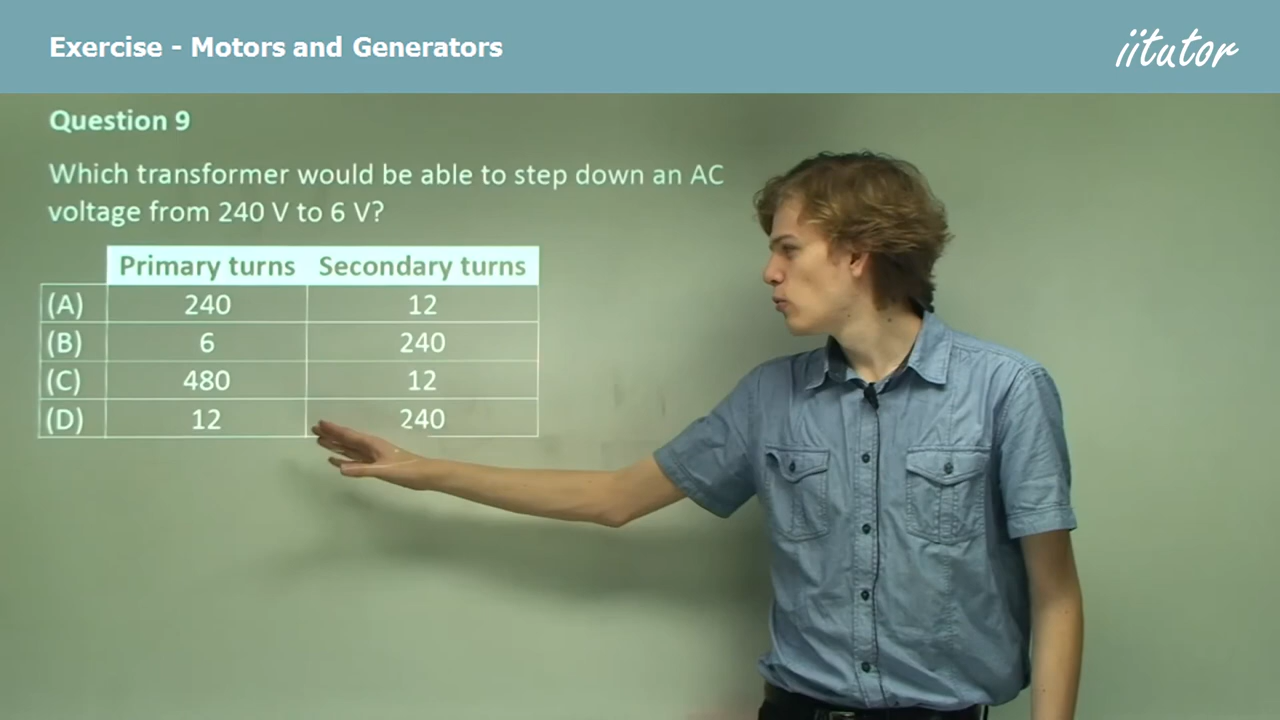 Exercise - Motors and Generators
iitutor
Question 9
Which transformer would be able to step down an AC
voltage from 240 V to 6 V?
Primary turns Secondary turns
(A) 240 12
(B) 6 240
(C) 480 12
(D) 12 240